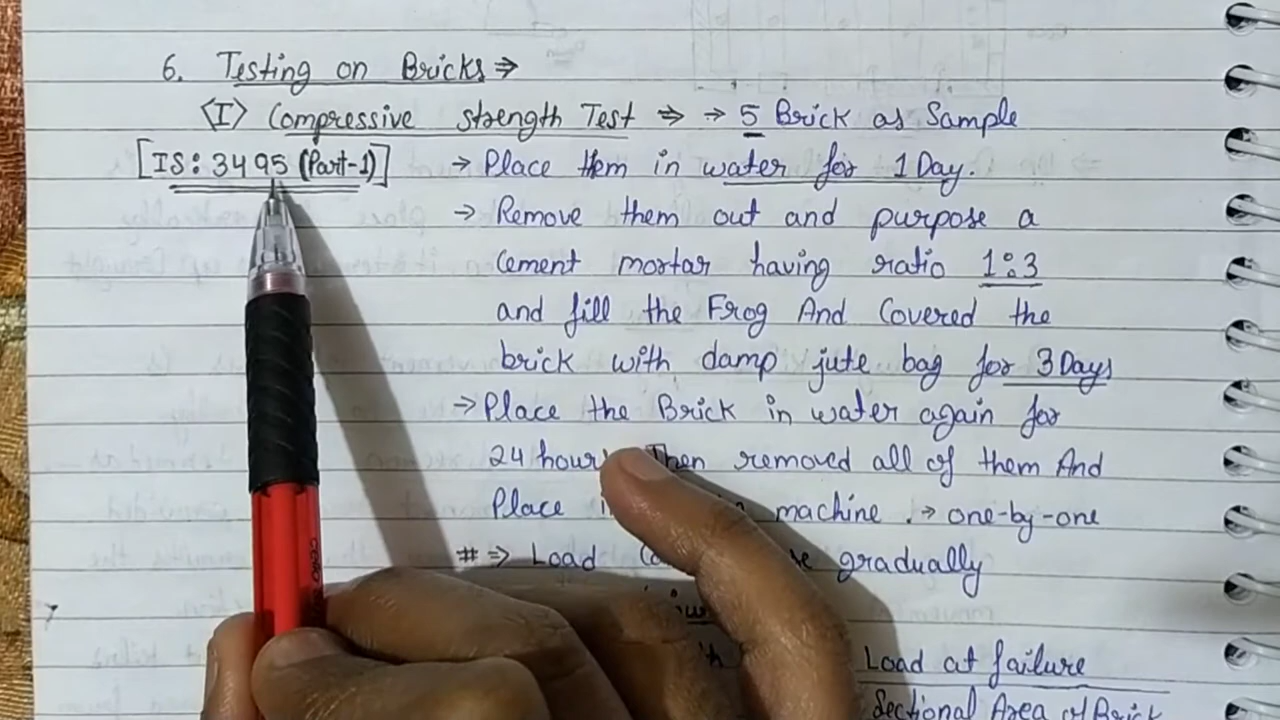 6. Testing on Bricks ⇒
<I> Compressive strength Test ⇒ → 5 Brick as Sample
[IS: 3495 (Part-1)] → Place them in water for 1 Day.
→ Remove them out and purpose a
Cement mortar having ratio 1:3
and fill the Frog And Covered the
brick with damp jute bag for 3 Days
→ Place the Brick in water again for
24 hour Then removed all of them And
Place machine → one-by-one
# ⇒ Load gradually
Load at failure
Sectional Area of Brick